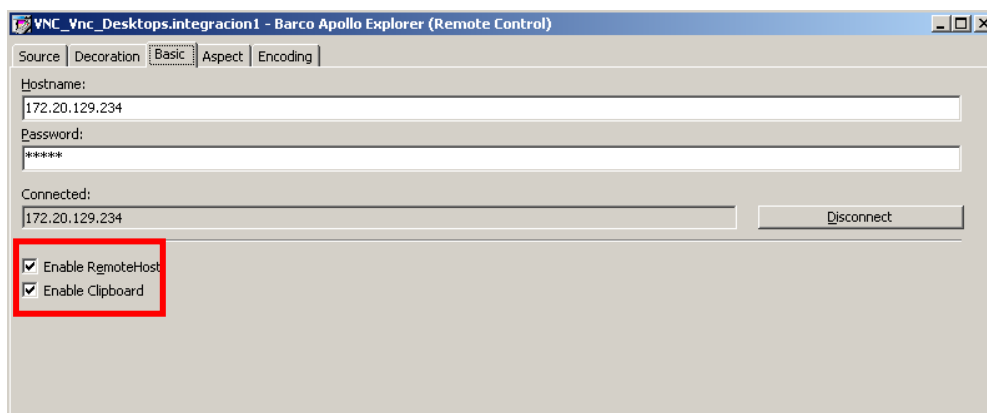 VNC_Vnc_Desktops.integracion1 - Barco Apollo Explorer (Remote Control)
Source Decoration Basic Aspect Encoding
Hostname:
172.20.129.234
Password:
*****
Connected:
172.20.129.234 Disconnect
Enable RemoteHost
Enable Clipboard